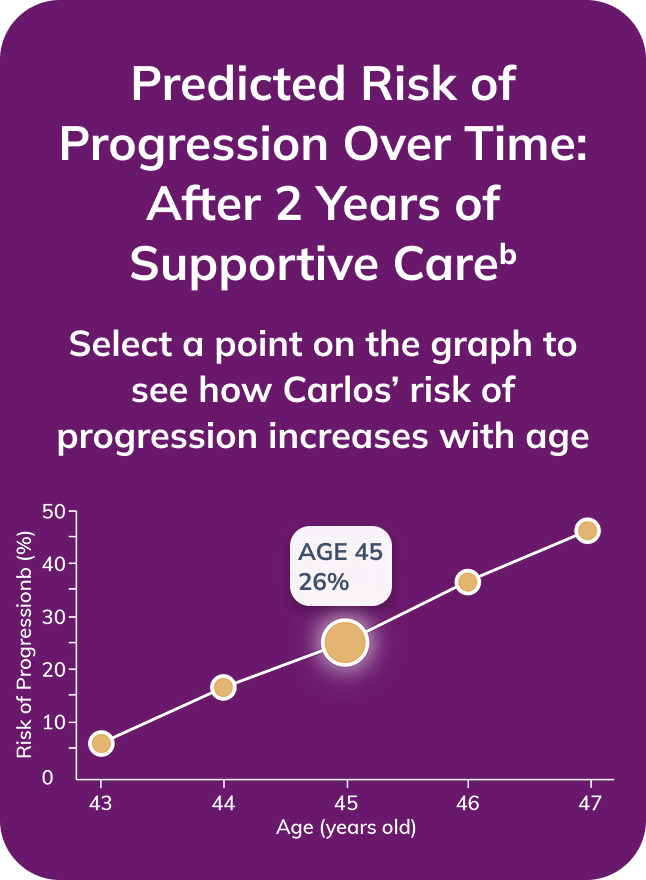 Predicted Risk of
Progression Over Time:
After 2 Years of
Supportive Careᵇ
Select a point on the graph to
see how Carlos’ risk of
progression increases with age
Risk of Progressionb (%)
50
40
30
20
10
0
AGE 45
26%
43 44 45 46 47
Age (years old)